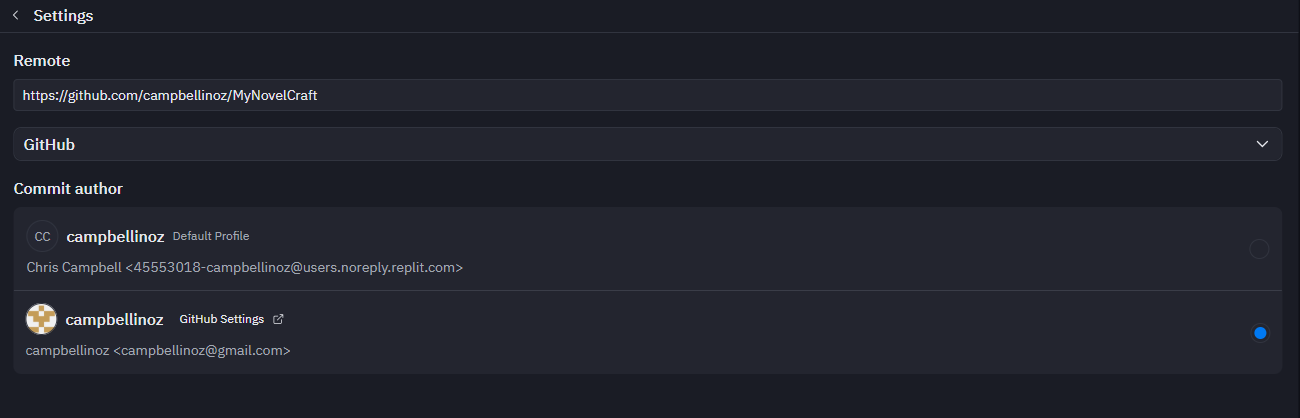 Settings
Remote
https://github.com/campbellinoz/MyNovelCraft
GitHub
Commit author
CC campbellinoz Default Profile
Chris Campbell <45553018-campbellinoz@users.noreply.replit.com>
campbellinoz GitHub Settings
campbellinoz <campbellinoz@gmail.com>